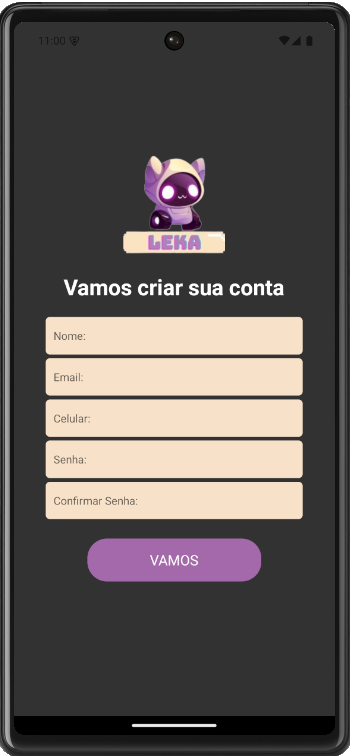 11:00
LEKA
Vamos criar sua conta
Nome:
Email:
Celular:
Senha:
Confirmar Senha:
VAMOS